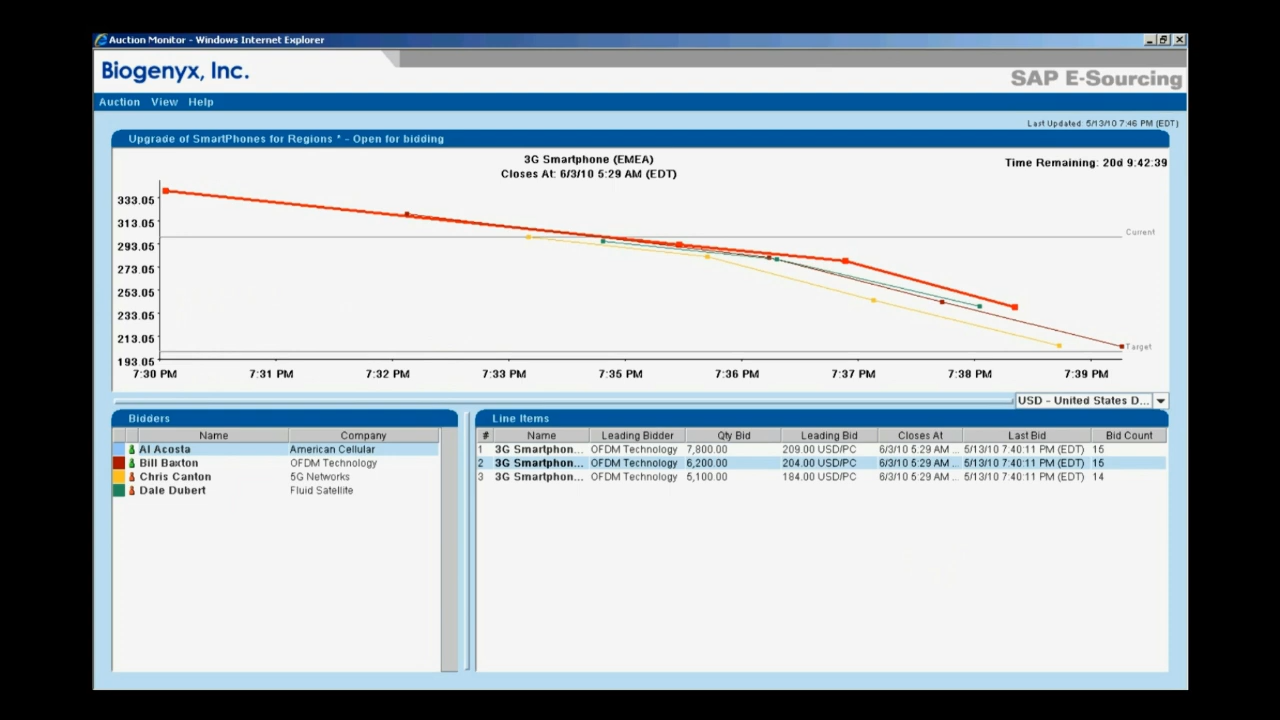 Auction Monitor - Windows Internet Explorer
Biogenyx, Inc.
SAP E-Sourcing
Auction View Help
Last Updated: 5/13/10 7:46 PM (EDT)
Upgrade of SmartPhones for Regions * - Open for bidding
3G Smartphone (EMEA)
Closes At: 6/3/10 5:29 AM (EDT)
Time Remaining: 20d 9:42:39
333.05
313.05
293.05
273.05
253.05
233.05
213.05
193.05
Current
Target
7:30 PM 7:31 PM 7:32 PM 7:33 PM 7:35 PM 7:36 PM 7:37 PM 7:38 PM 7:39 PM
USD - United States D...
Bidders
Name Company
Al Acosta American Cellular
Bill Baxton OFDM Technology
Chris Canton 5G Networks
Dale Dubert Fluid Satellite
Line Items
# Name Leading Bidder Qty Bid Leading Bid Closes At Last Bid Bid Count
1 3G Smartphon... OFDM Technology 7,800.00 209.00 USD/PC 6/3/10 5:29 AM ... 5/13/10 7:40:11 PM (EDT) 15
2 3G Smartphon... OFDM Technology 6,200.00 204.00 USD/PC 6/3/10 5:29 AM ... 5/13/10 7:40:11 PM (EDT) 15
3 3G Smartphon... OFDM Technology 5,100.00 184.00 USD/PC 6/3/10 5:29 AM ... 5/13/10 7:40:11 PM (EDT) 14